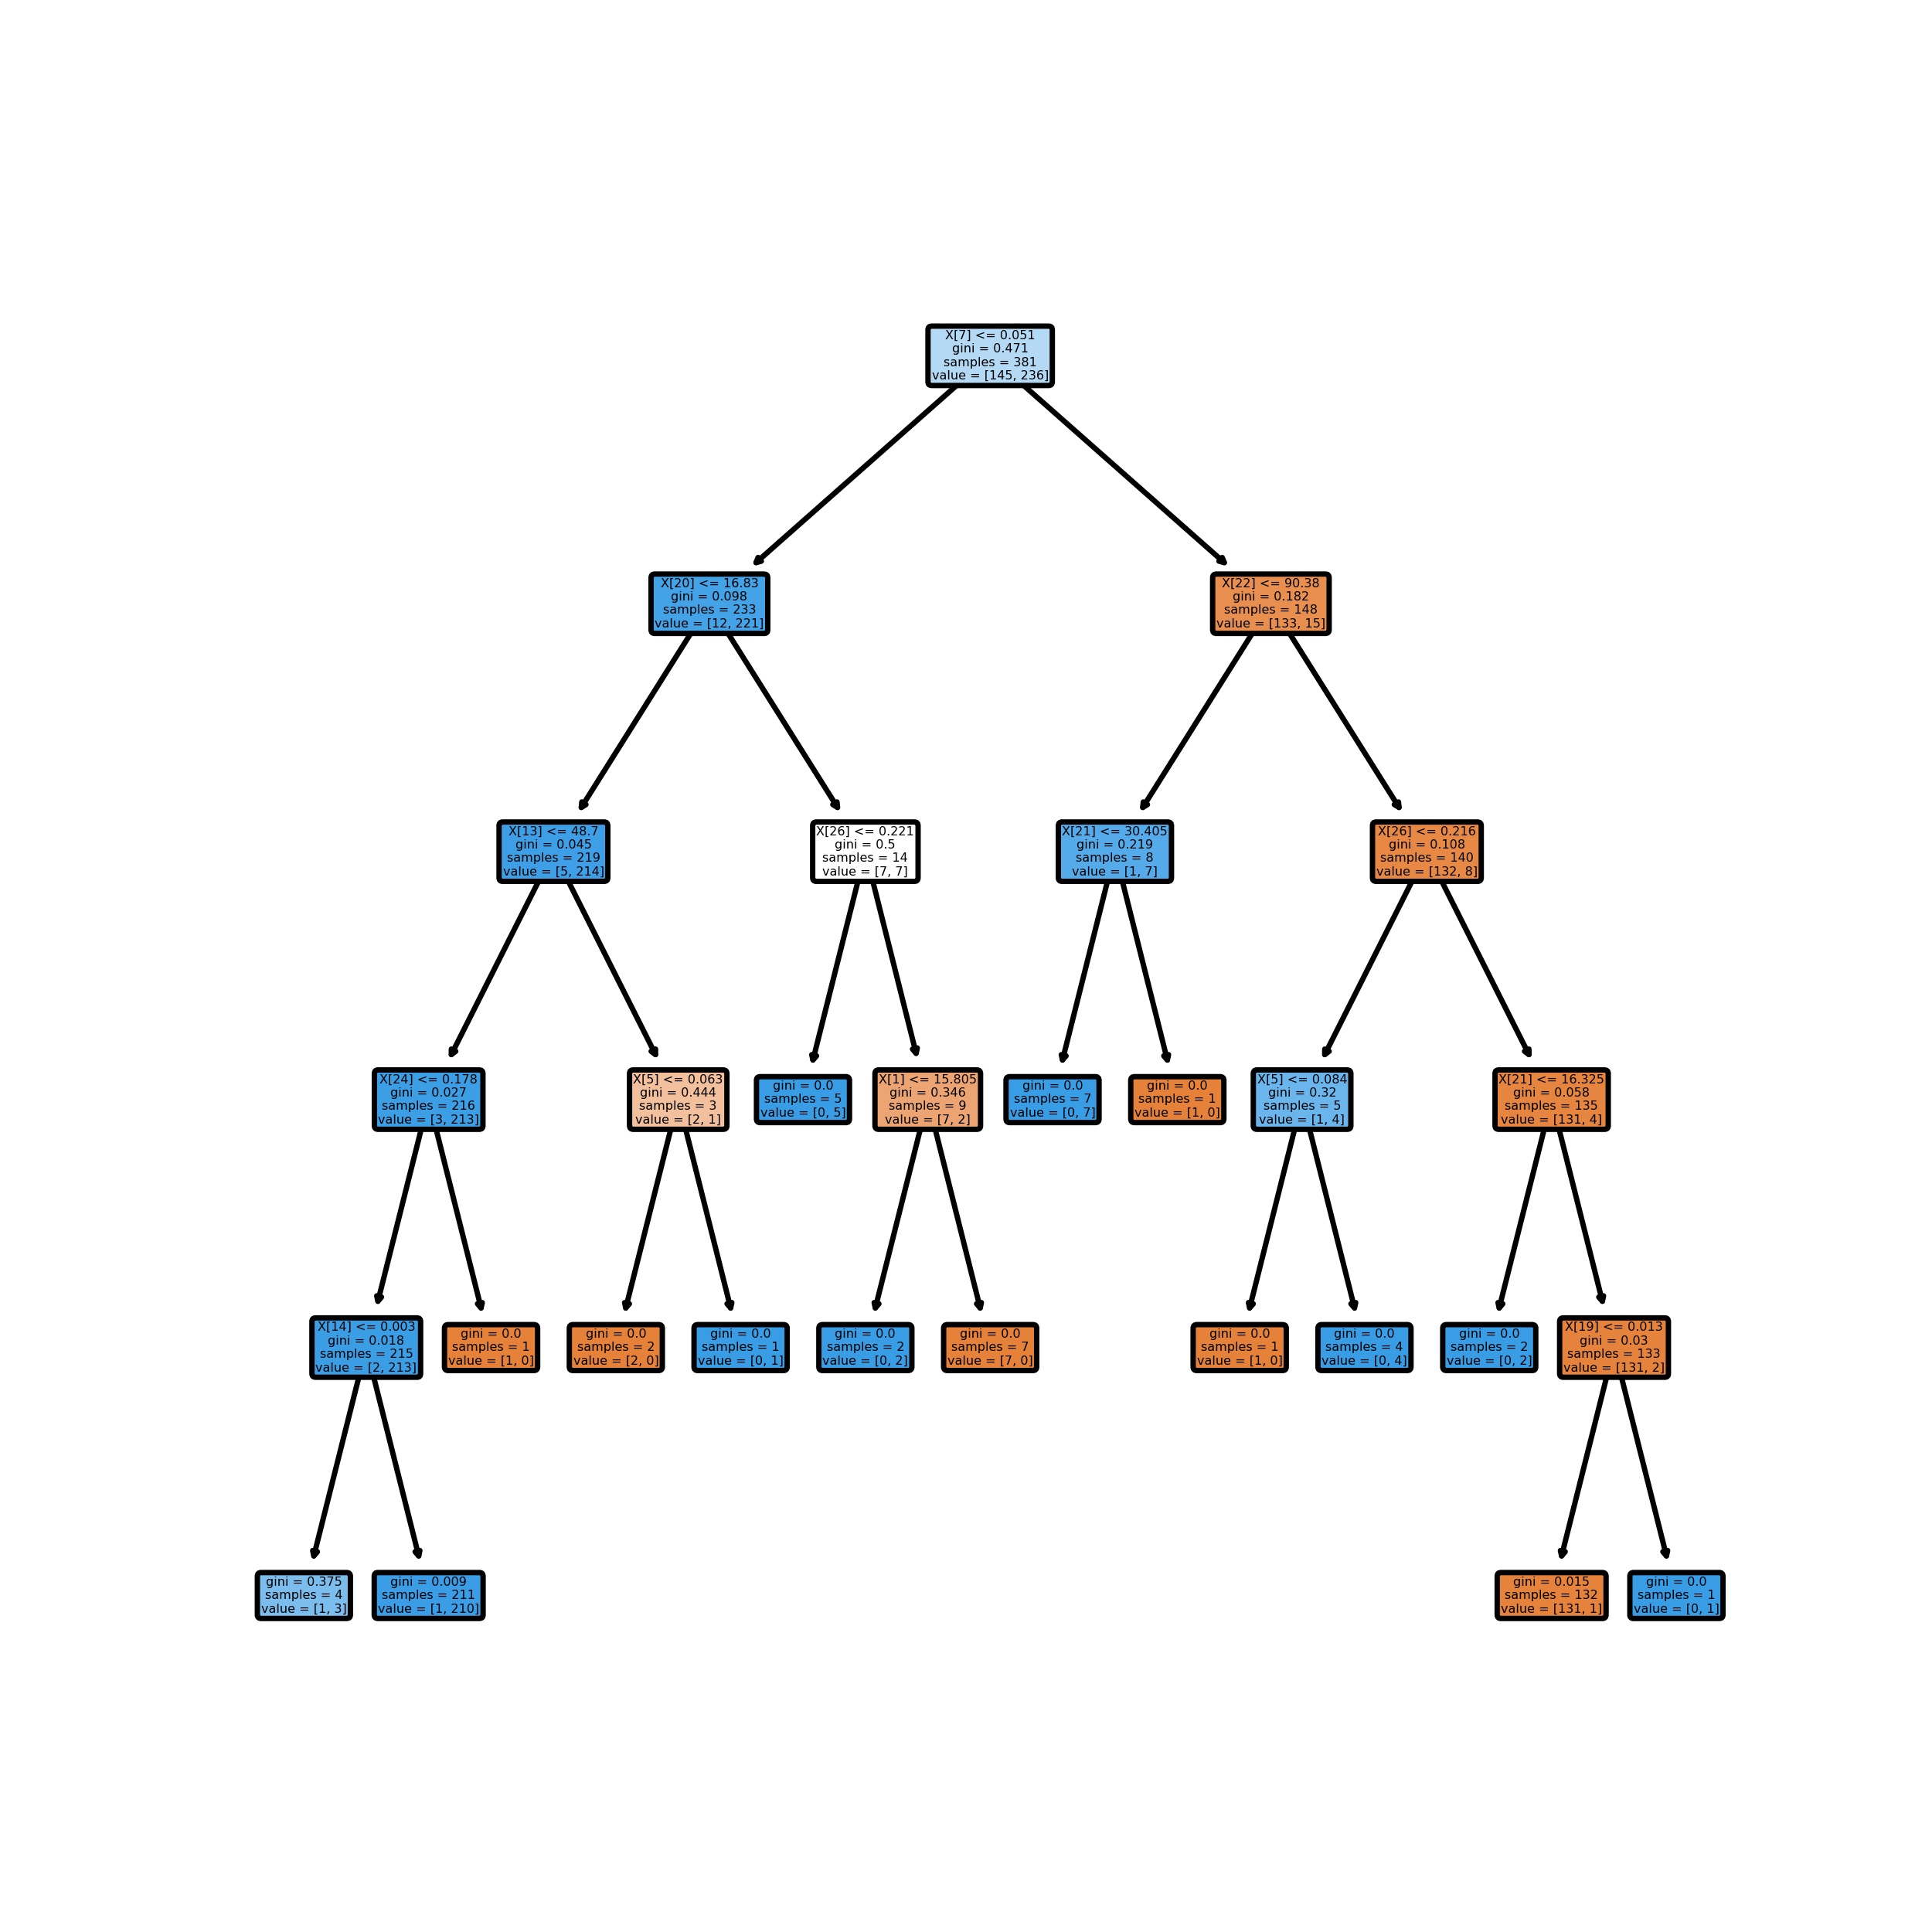 X[7] <= 0.051
gini = 0.471
samples = 381
value = [145, 236]
X[20] <= 16.83
gini = 0.098
samples = 233
value = [12, 221]
X[22] <= 90.38
gini = 0.182
samples = 148
value = [133, 15]
X[13] <= 48.7
gini = 0.045
samples = 219
value = [5, 214]
X[26] <= 0.221
gini = 0.5
samples = 14
value = [7, 7]
X[21] <= 30.405
gini = 0.219
samples = 8
value = [1, 7]
X[26] <= 0.216
gini = 0.108
samples = 140
value = [132, 8]
X[24] <= 0.178
gini = 0.027
samples = 216
value = [3, 213]
X[5] <= 0.063
gini = 0.444
samples = 3
value = [2, 1]
gini = 0.0
samples = 5
value = [0, 5]
X[1] <= 15.805
gini = 0.346
samples = 9
value = [7, 2]
gini = 0.0
samples = 7
value = [0, 7]
gini = 0.0
samples = 1
value = [1, 0]
X[5] <= 0.084
gini = 0.32
samples = 5
value = [1, 4]
X[21] <= 16.325
gini = 0.058
samples = 135
value = [131, 4]
X[14] <= 0.003
gini = 0.018
samples = 215
value = [2, 213]
gini = 0.0
samples = 1
value = [1, 0]
gini = 0.0
samples = 2
value = [2, 0]
gini = 0.0
samples = 1
value = [0, 1]
gini = 0.0
samples = 2
value = [0, 2]
gini = 0.0
samples = 7
value = [7, 0]
gini = 0.0
samples = 1
value = [1, 0]
gini = 0.0
samples = 4
value = [0, 4]
gini = 0.0
samples = 2
value = [0, 2]
X[19] <= 0.013
gini = 0.03
samples = 133
value = [131, 2]
gini = 0.375
samples = 4
value = [1, 3]
gini = 0.009
samples = 211
value = [1, 210]
gini = 0.015
samples = 132
value = [131, 1]
gini = 0.0
samples = 1
value = [0, 1]